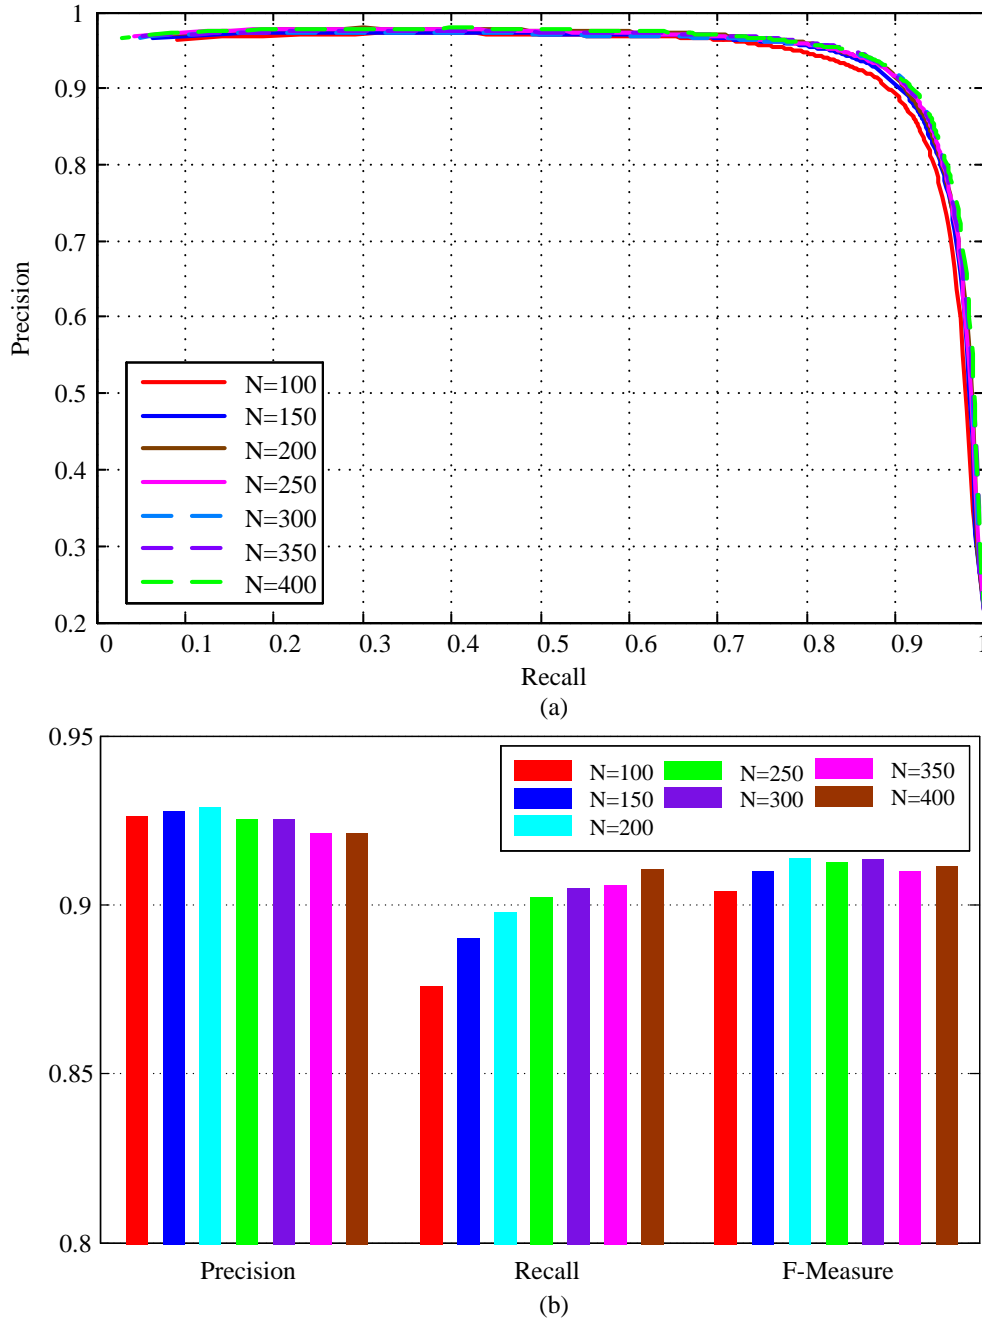 1
0.9
0.8
0.7
0.6
0.5
0.4
0.3
0.2
Precision
N=100
N=150
N=200
N=250
N=300
N=350
N=400
0 0.1 0.2 0.3 0.4 0.5 0.6 0.7 0.8 0.9 1
Recall
(a)
0.95
0.9
0.85
0.8
N=100 N=250 N=350
N=150 N=300 N=400
N=200
Precision Recall F-Measure
(b)